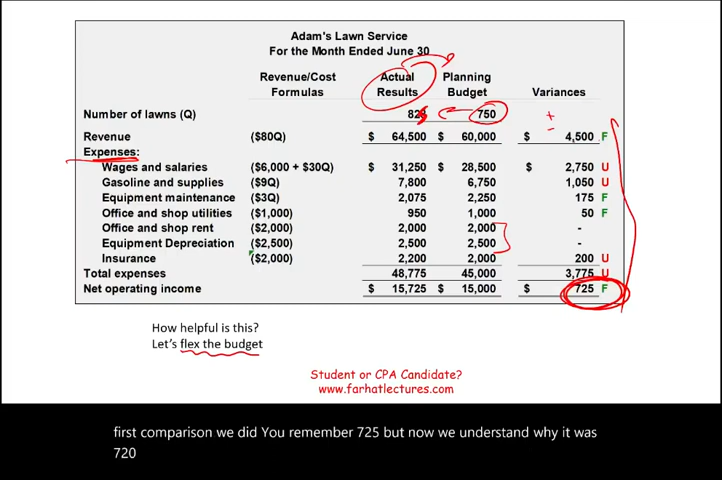 Adam's Lawn Service
For the Month Ended June 30
Revenue/Cost Formulas Actual Results Planning Budget Variances
Number of lawns (Q) 750
Revenue ($80Q) $ 64,500 $ 60,000 $ 4,500 F
Expenses:
Wages and salaries ($6,000 + $30Q) $ 31,250 $ 28,500 $ 2,750 U
Gasoline and supplies ($9Q) 7,800 6,750 1,050 U
Equipment maintenance ($3Q) 2,075 2,250 175 F
Office and shop utilities ($1,000) 950 1,000 50 F
Office and shop rent ($2,000) 2,000 2,000 -
Equipment Depreciation ($2,500) 2,500 2,500 -
Insurance ($2,000) 2,200 2,000 200 U
Total expenses 48,775 45,000 3,775 U
Net operating income $ 15,725 $ 15,000 $ 725 F
How helpful is this?
Let's flex the budget
Student or CPA Candidate?
www.farhatlectures.com
first comparison we did You remember 725 but now we understand why it was
720